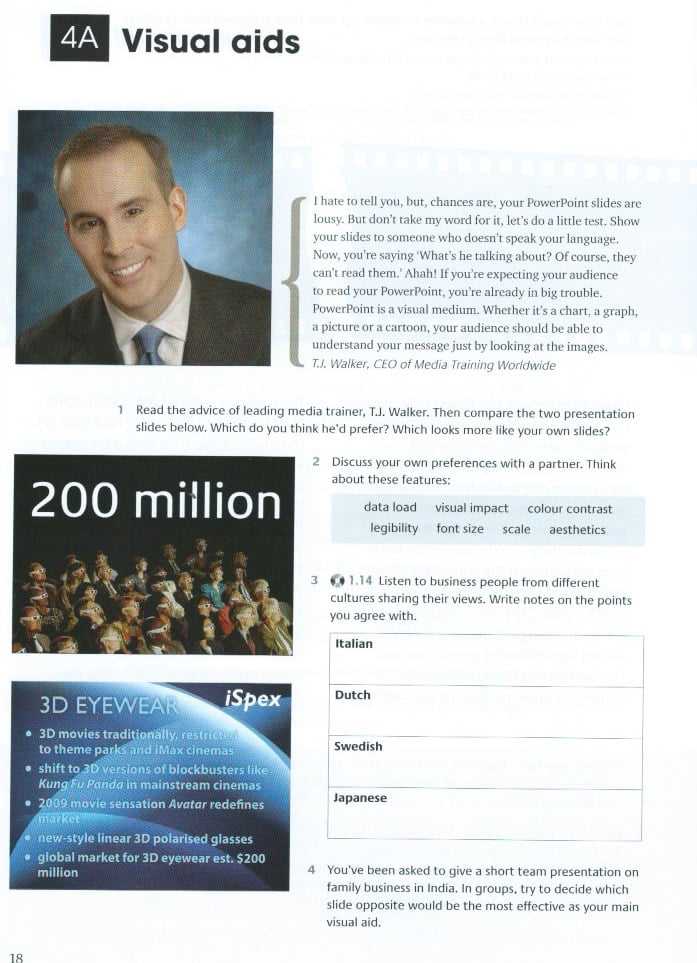 4A Visual aids
I hate to tell you, but, chances are, your PowerPoint slides are
lousy. But don't take my word for it, let's do a little test. Show
your slides to someone who doesn't speak your language.
Now, you're saying 'What's he talking about? Of course, they
can't read them.' Ahah! If you're expecting your audience
to read your PowerPoint, you're already in big trouble.
PowerPoint is a visual medium. Whether it's a chart, a graph,
a picture or a cartoon, your audience should be able to
understand your message just by looking at the images.
T.J. Walker, CEO of Media Training Worldwide
1 Read the advice of leading media trainer, T.J. Walker. Then compare the two presentation
slides below. Which do you think he'd prefer? Which looks more like your own slides?
200 million
3D EYEWEAR
iSpex
• 3D movies traditionally, restricted
to theme parks and iMax cinemas
• shift to 3D versions of blockbusters like
Kung Fu Panda in mainstream cinemas
• 2009 movie sensation Avatar redefines
market
• new-style linear 3D polarised glasses
• global market for 3D eyewear est. $200
million
2 Discuss your own preferences with a partner. Think
about these features:
data load visual impact colour contrast
legibility font size scale aesthetics
3 1.14 Listen to business people from different
cultures sharing their views. Write notes on the points
you agree with.
Italian
Dutch
Swedish
Japanese
4 You've been asked to give a short team presentation on
family business in India. In groups, try to decide which
slide opposite would be the most effective as your main
visual aid.
18